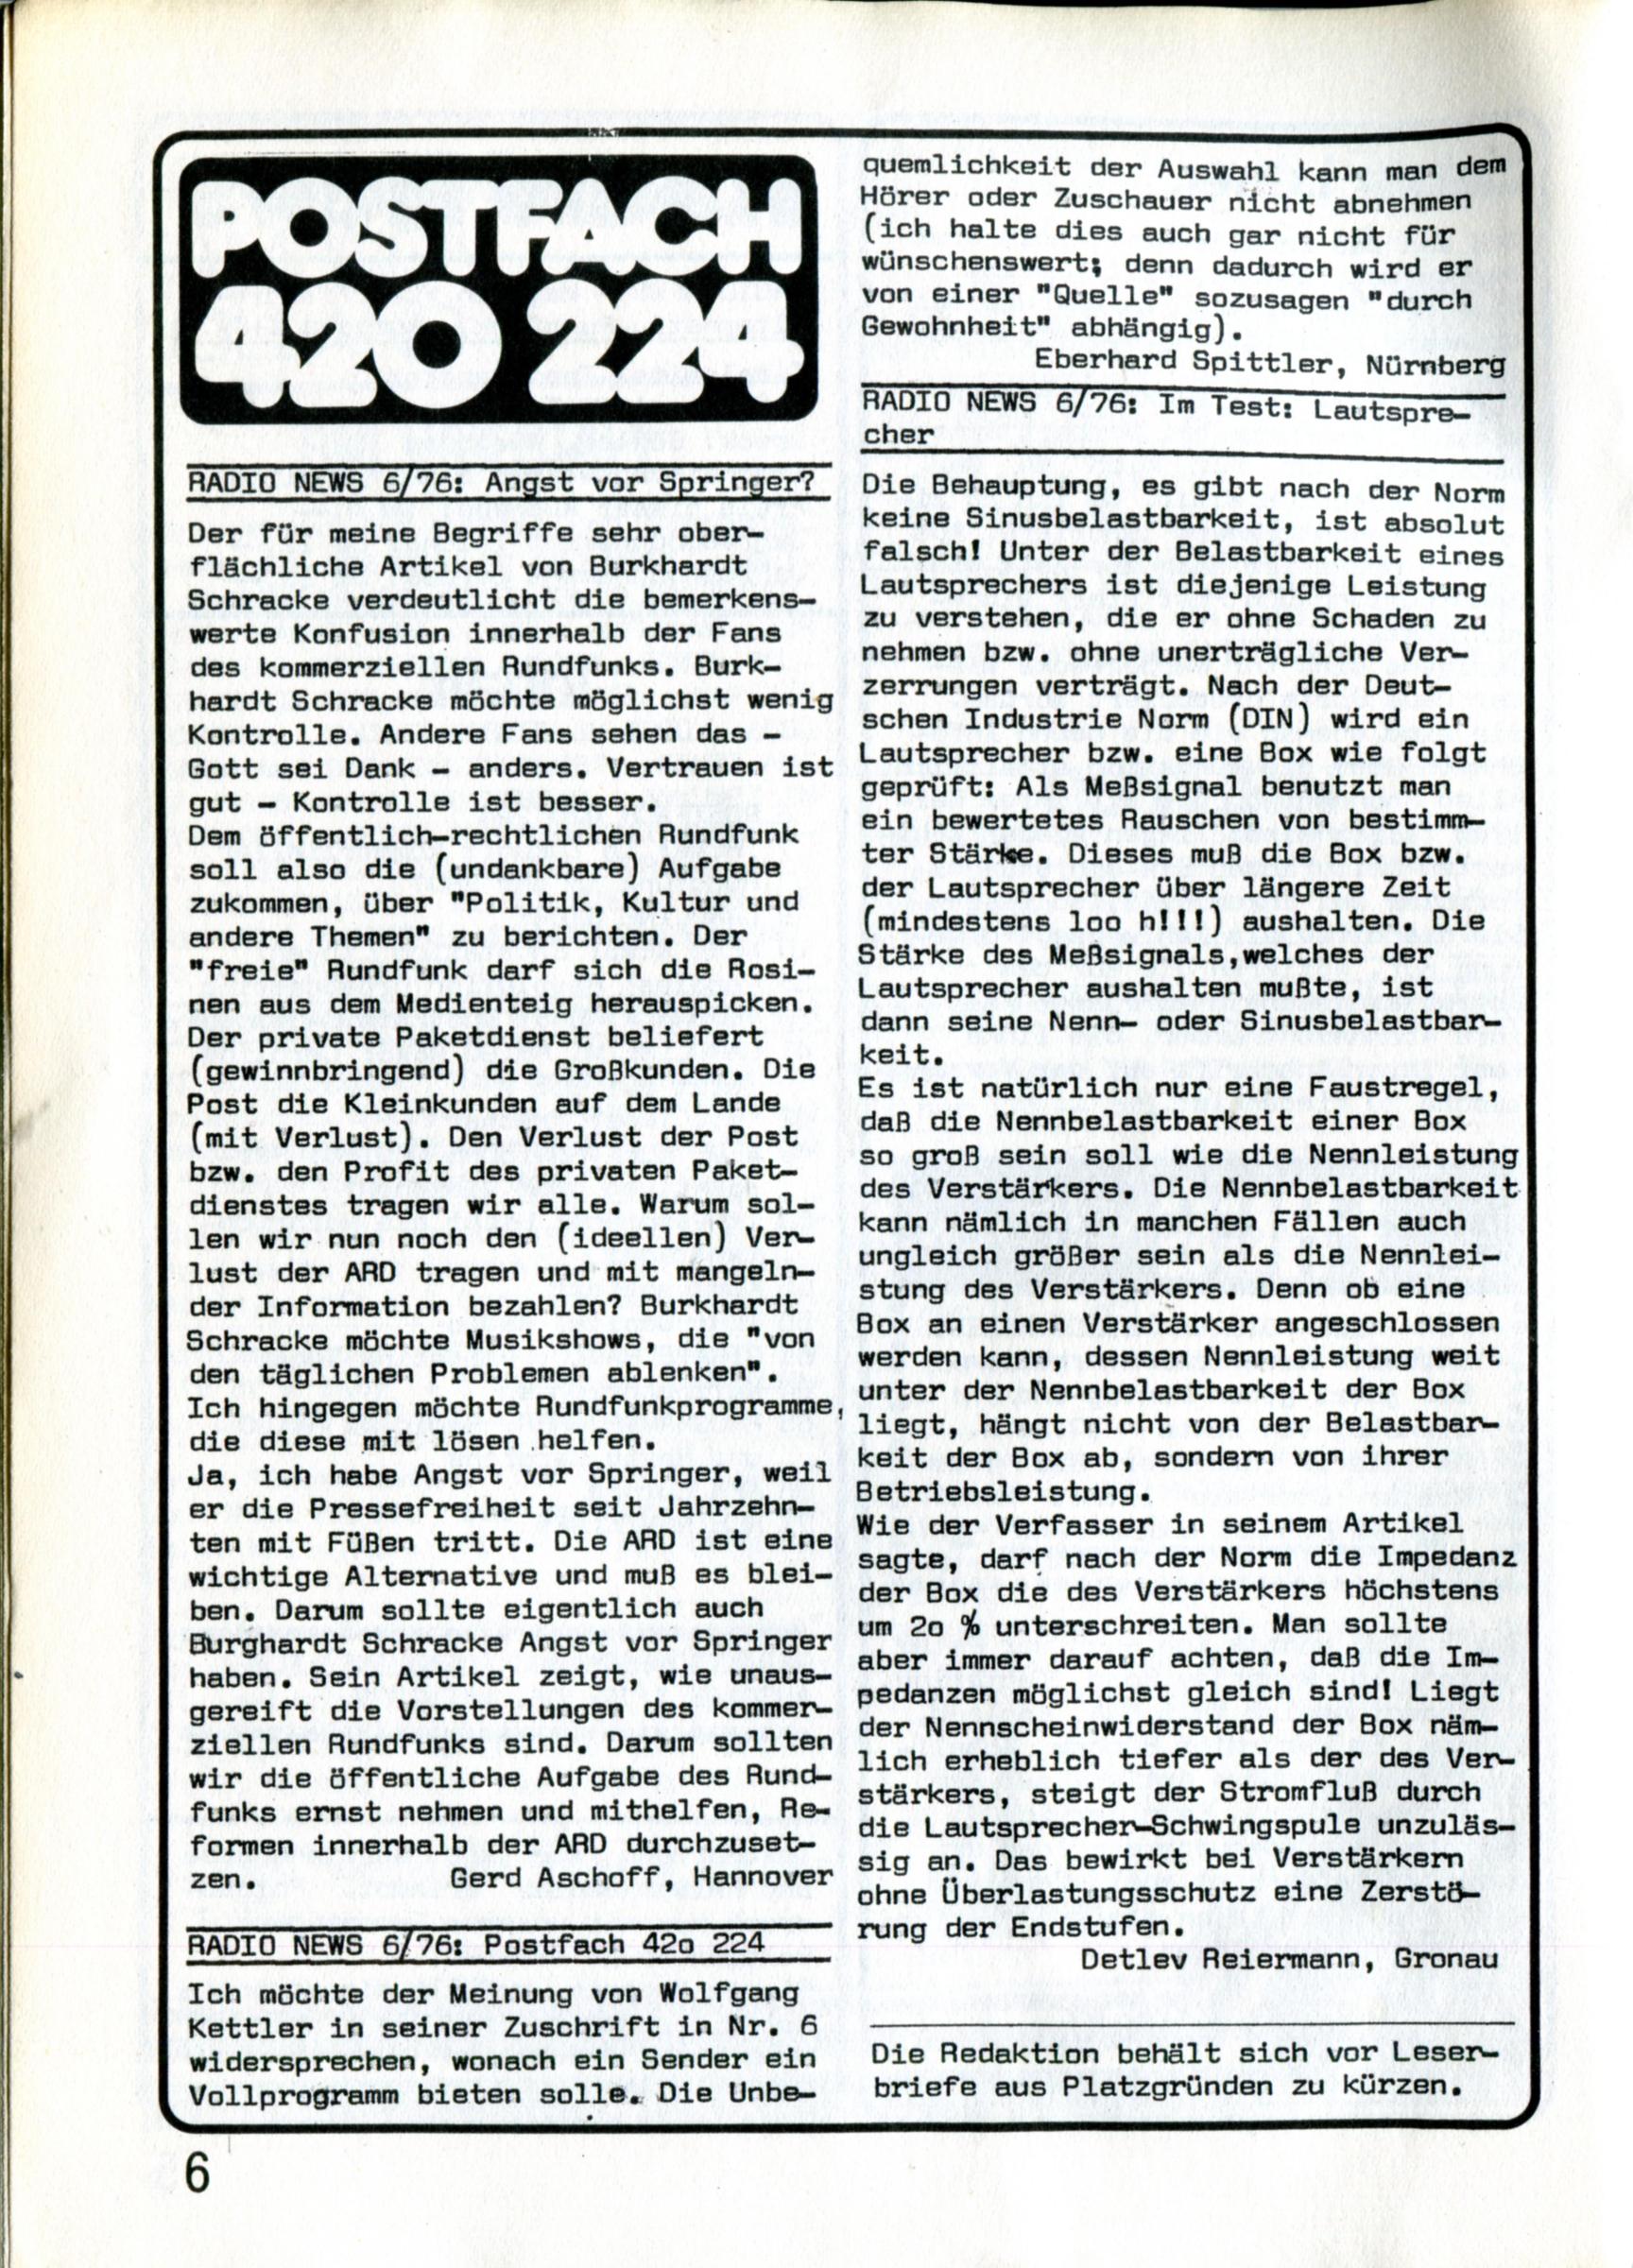 POSTFACH
420 224
RADIO NEWS 6/76: Angst vor Springer?
Der für meine Begriffe sehr ober-
flächliche Artikel von Burkhardt
Schracke verdeutlicht die bemerkens-
werte Konfusion innerhalb der Fans
des kommerziellen Rundfunks. Burk-
hardt Schracke möchte möglichst wenig
Kontrolle. Andere Fans sehen das -
Gott sei Dank - anders. Vertrauen ist
gut - Kontrolle ist besser.
Dem öffentlich-rechtlichen Rundfunk
soll also die (undankbare) Aufgabe
zukommen, über "Politik, Kultur und
andere Themen" zu berichten. Der
"freie" Rundfunk darf sich die Rosi-
nen aus dem Medienteig herauspicken.
Der private Paketdienst beliefert
(gewinnbringend) die Großkunden. Die
Post die Kleinkunden auf dem Lande
(mit Verlust). Den Verlust der Post
bzw. den Profit des privaten Paket-
dienstes tragen wir alle. Warum sol-
len wir nun noch den (ideellen) Ver-
lust der ARD tragen und mit mangeln-
der Information bezahlen? Burkhardt
Schracke möchte Musikshows, die "von
den täglichen Problemen ablenken".
Ich hingegen möchte Rundfunkprogramme,
die diese mit lösen helfen.
Ja, ich habe Angst vor Springer, weil
er die Pressefreiheit seit Jahrzehn-
ten mit Füßen tritt. Die ARD ist eine
wichtige Alternative und muß es blei-
ben. Darum sollte eigentlich auch
Burghardt Schracke Angst vor Springer
haben. Sein Artikel zeigt, wie unaus-
gereift die Vorstellungen des kommer-
ziellen Rundfunks sind. Darum sollten
wir die öffentliche Aufgabe des Rund-
funks ernst nehmen und mithelfen, Re-
formen innerhalb der ARD durchzuset-
zen. Gerd Aschoff, Hannover
RADIO NEWS 6/76: Postfach 42o 224
Ich möchte der Meinung von Wolfgang
Kettler in seiner Zuschrift in Nr. 6
widersprechen, wonach ein Sender ein
Vollprogramm bieten solle. Die Unbe-
quemlichkeit der Auswahl kann man dem
Hörer oder Zuschauer nicht abnehmen
(ich halte dies auch gar nicht für
wünschenswert; denn dadurch wird er
von einer "Quelle" sozusagen "durch
Gewohnheit" abhängig).
Eberhard Spittler, Nürnberg
RADIO NEWS 6/76: Im Test: Lautspre-
cher
Die Behauptung, es gibt nach der Norm
keine Sinusbelastbarkeit, ist absolut
falsch! Unter der Belastbarkeit eines
Lautsprechers ist diejenige Leistung
zu verstehen, die er ohne Schaden zu
nehmen bzw. ohne unerträgliche Ver-
zerrungen verträgt. Nach der Deut-
schen Industrie Norm (DIN) wird ein
Lautsprecher bzw. eine Box wie folgt
geprüft: Als Meßsignal benutzt man
ein bewertetes Rauschen von bestimm-
ter Stärke. Dieses muß die Box bzw.
der Lautsprecher über längere Zeit
(mindestens loo h!!!) aushalten. Die
Stärke des Meßsignals,welches der
Lautsprecher aushalten mußte, ist
dann seine Nenn- oder Sinusbelastbar-
keit.
Es ist natürlich nur eine Faustregel,
daß die Nennbelastbarkeit einer Box
so groß sein soll wie die Nennleistung
des Verstärkers. Die Nennbelastbarkeit
kann nämlich in manchen Fällen auch
ungleich größer sein als die Nennlei-
stung des Verstärkers. Denn ob eine
Box an einen Verstärker angeschlossen
werden kann, dessen Nennleistung weit
unter der Nennbelastbarkeit der Box
liegt, hängt nicht von der Belastbar-
keit der Box ab, sondern von ihrer
Betriebsleistung.
Wie der Verfasser in seinem Artikel
sagte, darf nach der Norm die Impedanz
der Box die des Verstärkers höchstens
um 2o % unterschreiten. Man sollte
aber immer darauf achten, daß die Im-
pedanzen möglichst gleich sind! Liegt
der Nennscheinwiderstand der Box näm-
lich erheblich tiefer als der des Ver-
stärkers, steigt der Stromfluß durch
die Lautsprecher-Schwingspule unzuläs-
sig an. Das bewirkt bei Verstärkern
ohne Überlastungsschutz eine Zerstö-
rung der Endstufen.
Detlev Reiermann, Gronau
Die Redaktion behält sich vor Leser-
briefe aus Platzgründen zu kürzen.
6